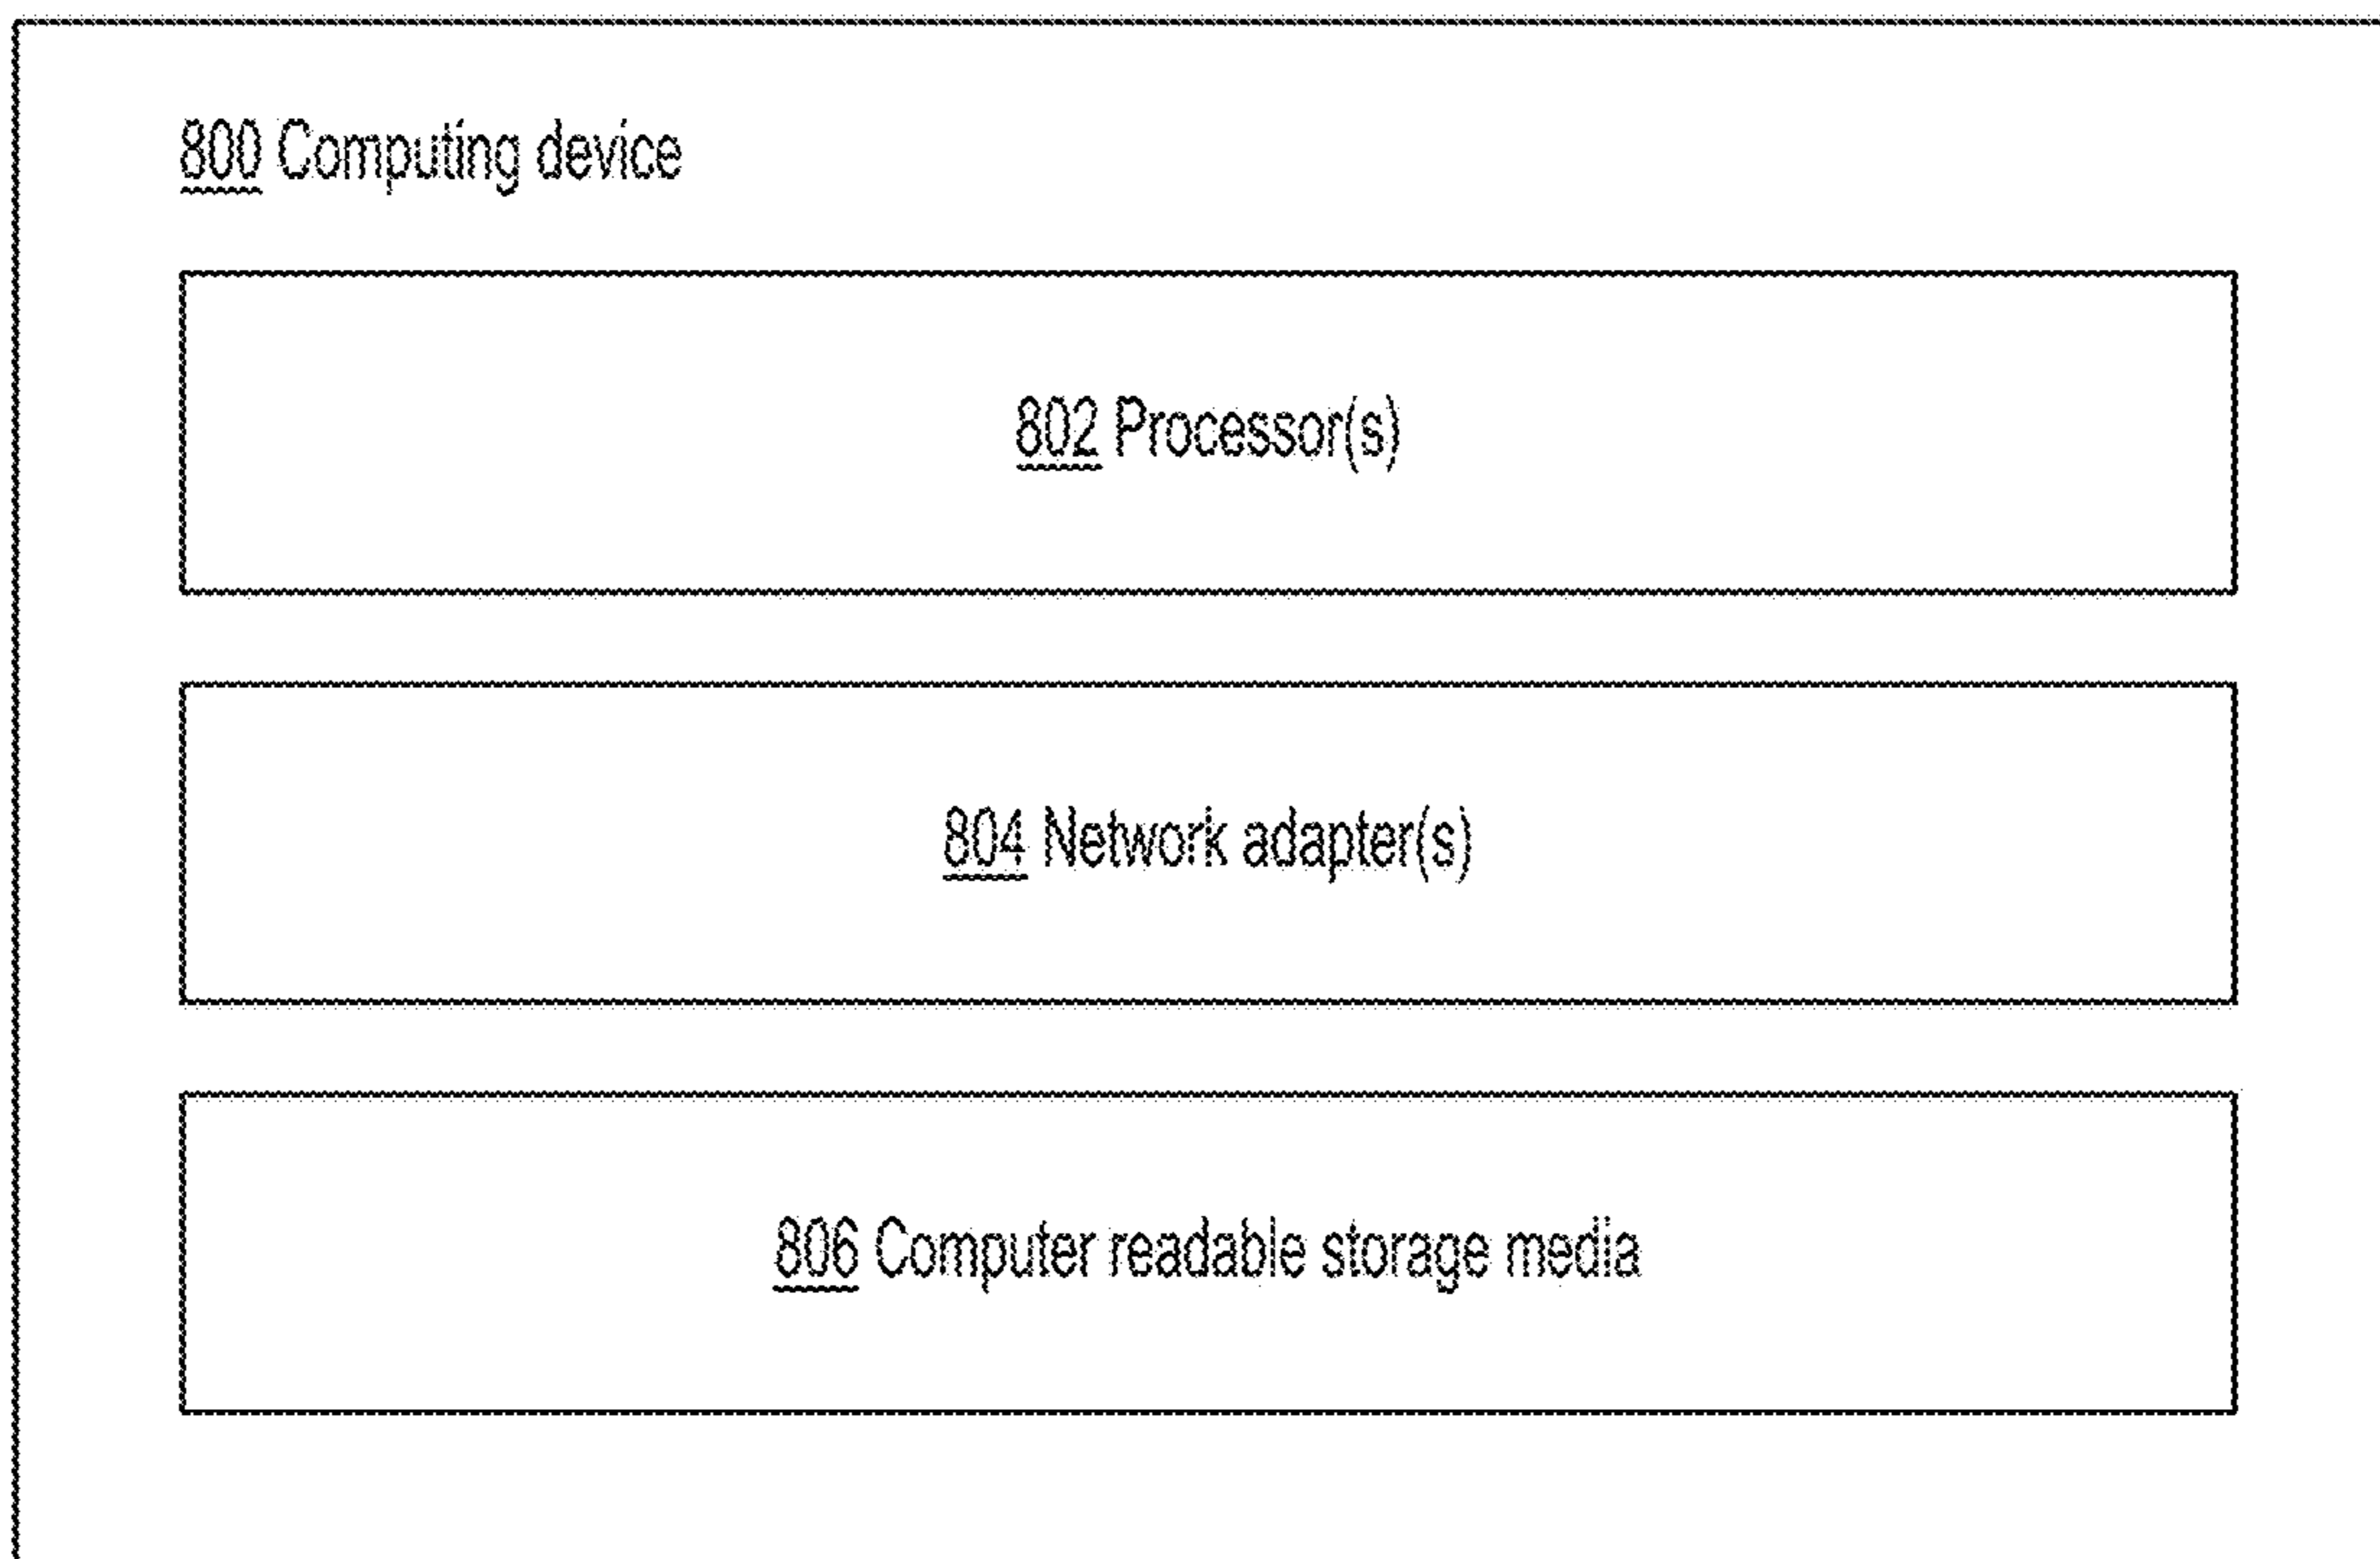 800 Computing device
802 Processor(s)
804 Network adapter(s)
806 Computer readable storage media